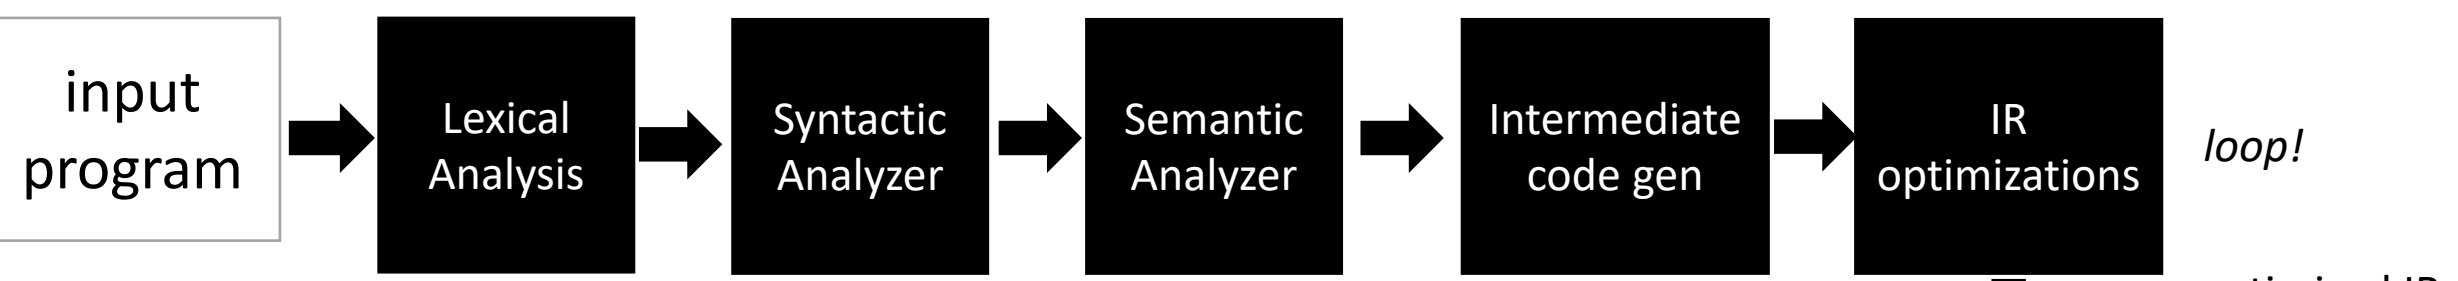 input
program
Lexical
Analysis
Syntactic
Analyzer
Semantic
Analyzer
Intermediate
code gen
IR
optimizations
loop!